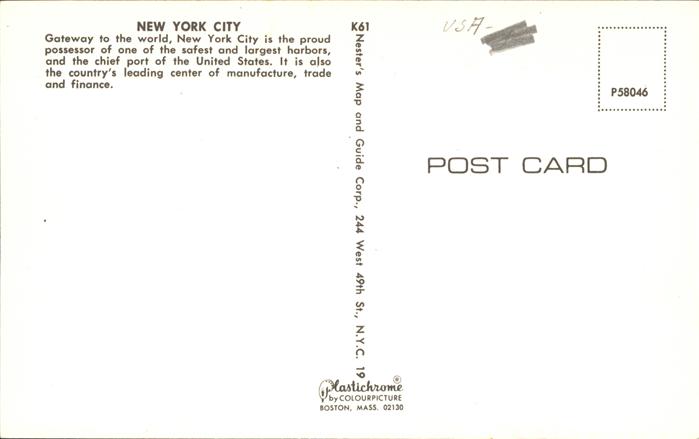 NEW YORK CITY
Gateway to the world, New York City is the proud
possessor of one of the safest and largest harbors,
and the chief port of the United States. It is also
the country's leading center of manufacture, trade
and finance.
K61
Nester's Map and Guide Corp., 244 West 49th St., N.Y.C. 19
Plastichrome ®
by COLOURPICTURE
BOSTON, MASS. 02130
USA-
P58046
POST CARD